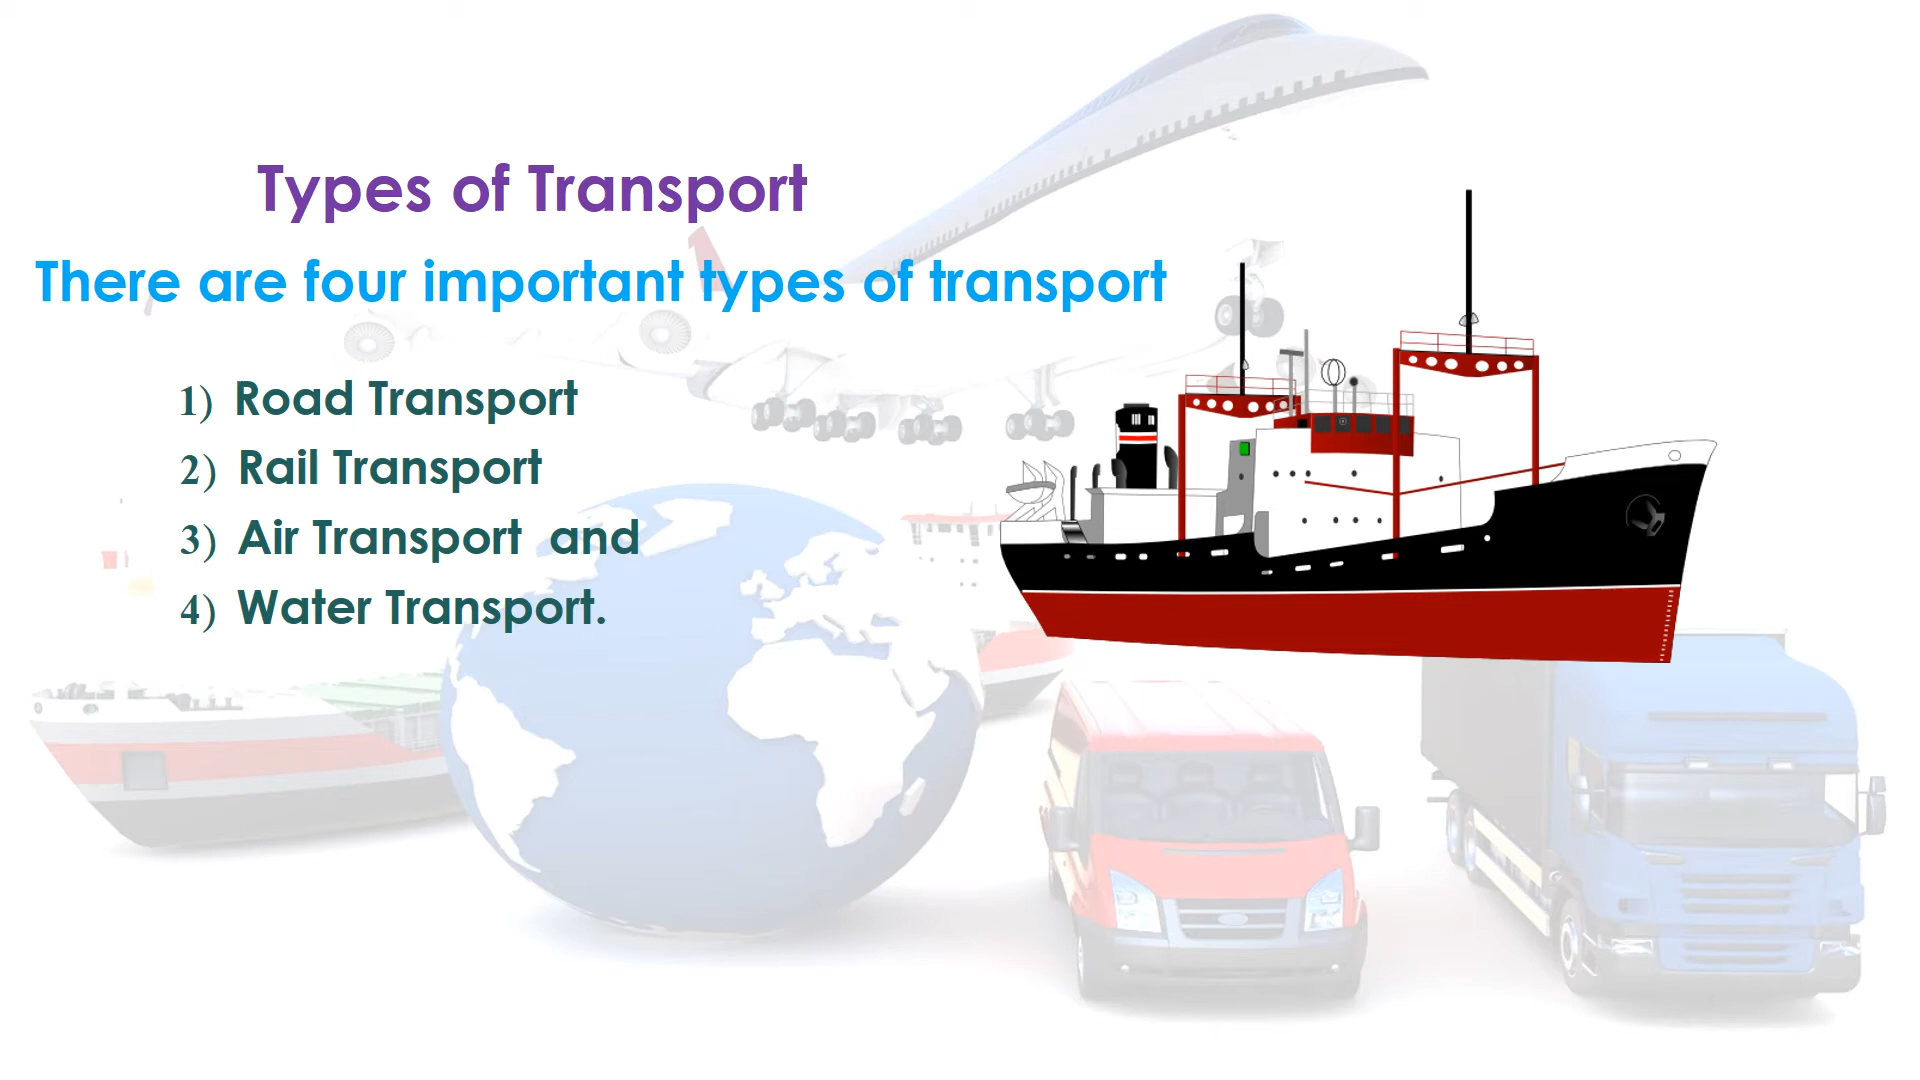 Types of Transport
There are four important types of transport
1) Road Transport
2) Rail Transport
3) Air Transport and
4) Water Transport.